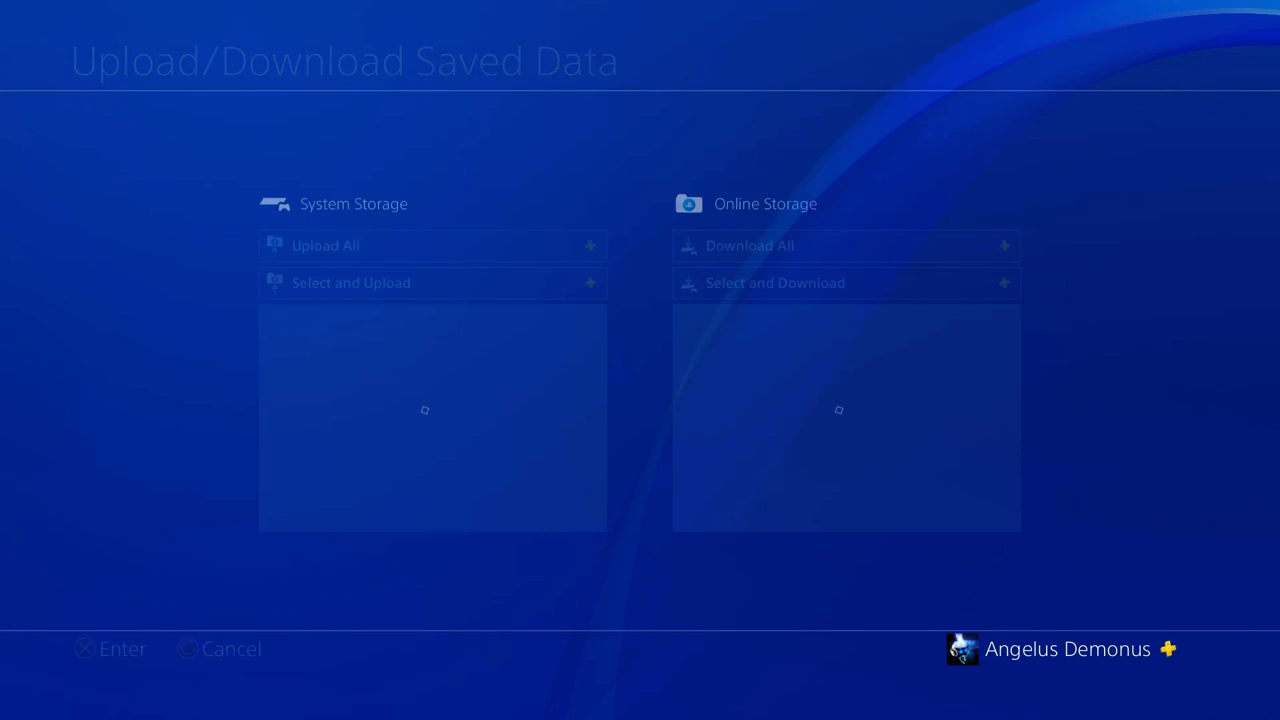 Upload/Download Saved Data
System Storage
Upload All
Select and Upload
Online Storage
Download All
Select and Download
Enter Cancel
Angelus Demonus